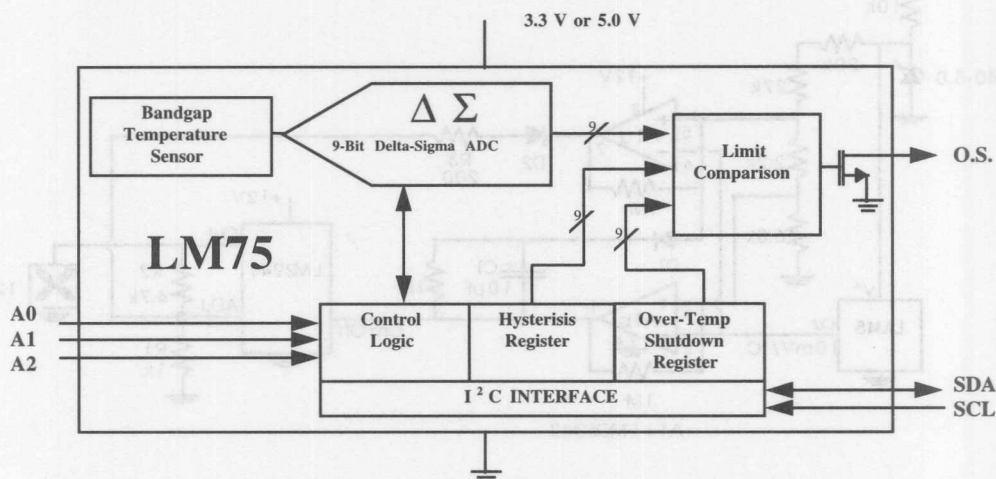 3.3 V or 5.0 V
Bandgap
Temperature
Sensor
Δ Σ
9-Bit Delta-Sigma ADC
9
Limit
Comparison
O.S.
9
9
LM75
A0
A1
A2
Control
Logic
Hysterisis
Register
Over-Temp
Shutdown
Register
I 2 C INTERFACE
SDA
SCL